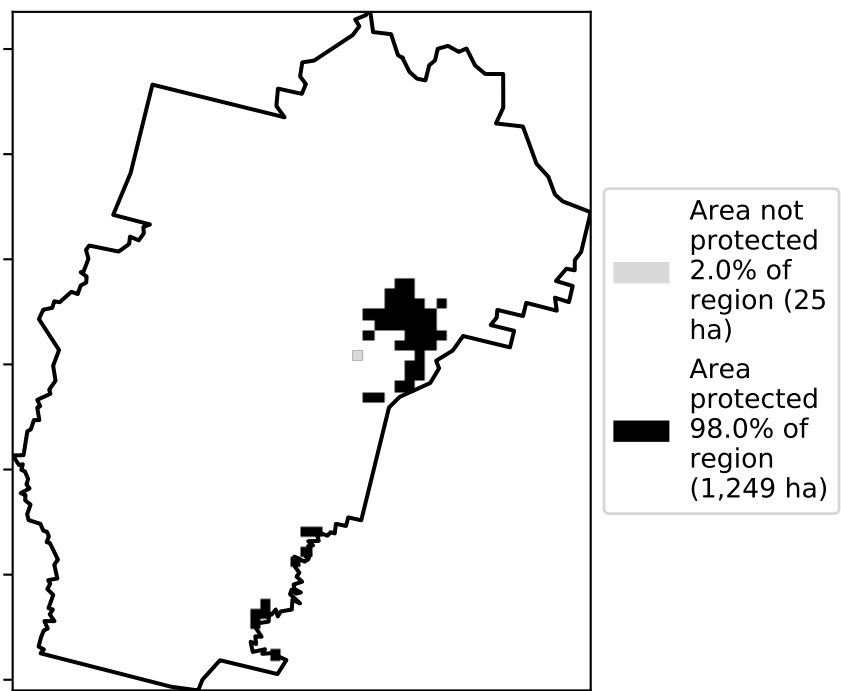 Area not
protected
2.0% of
region (25
ha)
Area
protected
98.0% of
region
(1,249 ha)